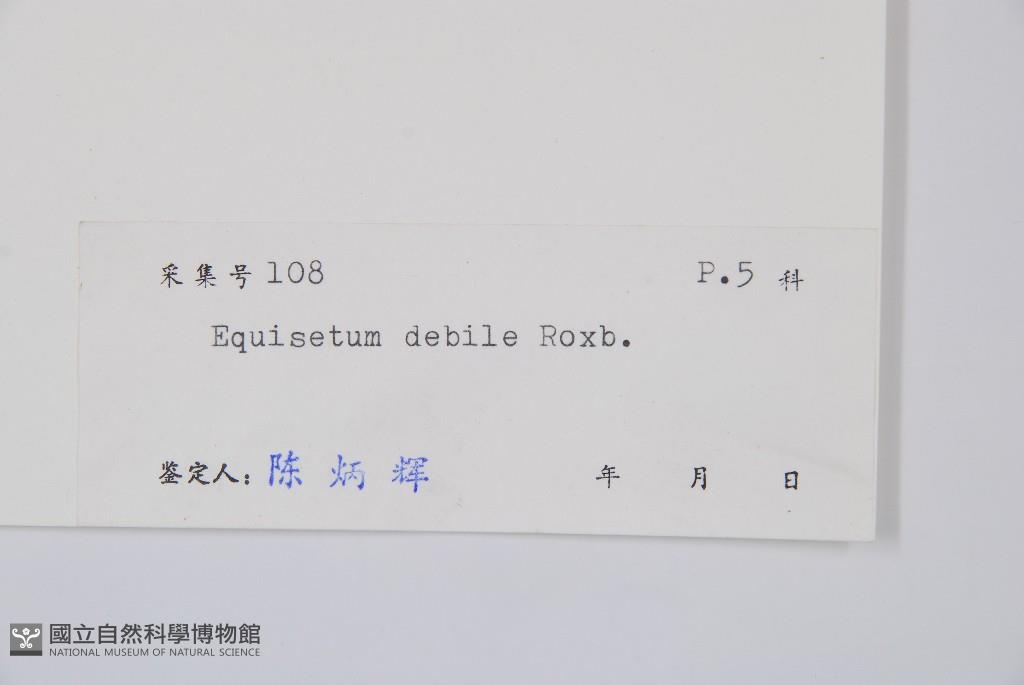 采集号 108 P.5 科
Equisetum debile Roxb.
鉴定人: 陈炳辉 年 月 日
國立自然科學博物館
NATIONAL MUSEUM OF NATURAL SCIENCE